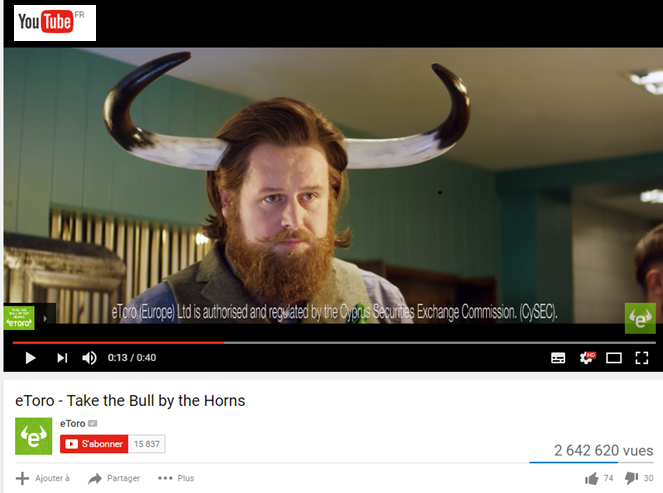 YouTube FR
eToro (Europe) Ltd is authorised and regulated by the Cyprus Securities Exchange Commission. (CySEC).
eToro
0:13 / 0:40
HD
eToro - Take the Bull by the Horns
eToro
S'abonner 15 837
2 642 620 vues
Ajouter à Partager Plus 74 30